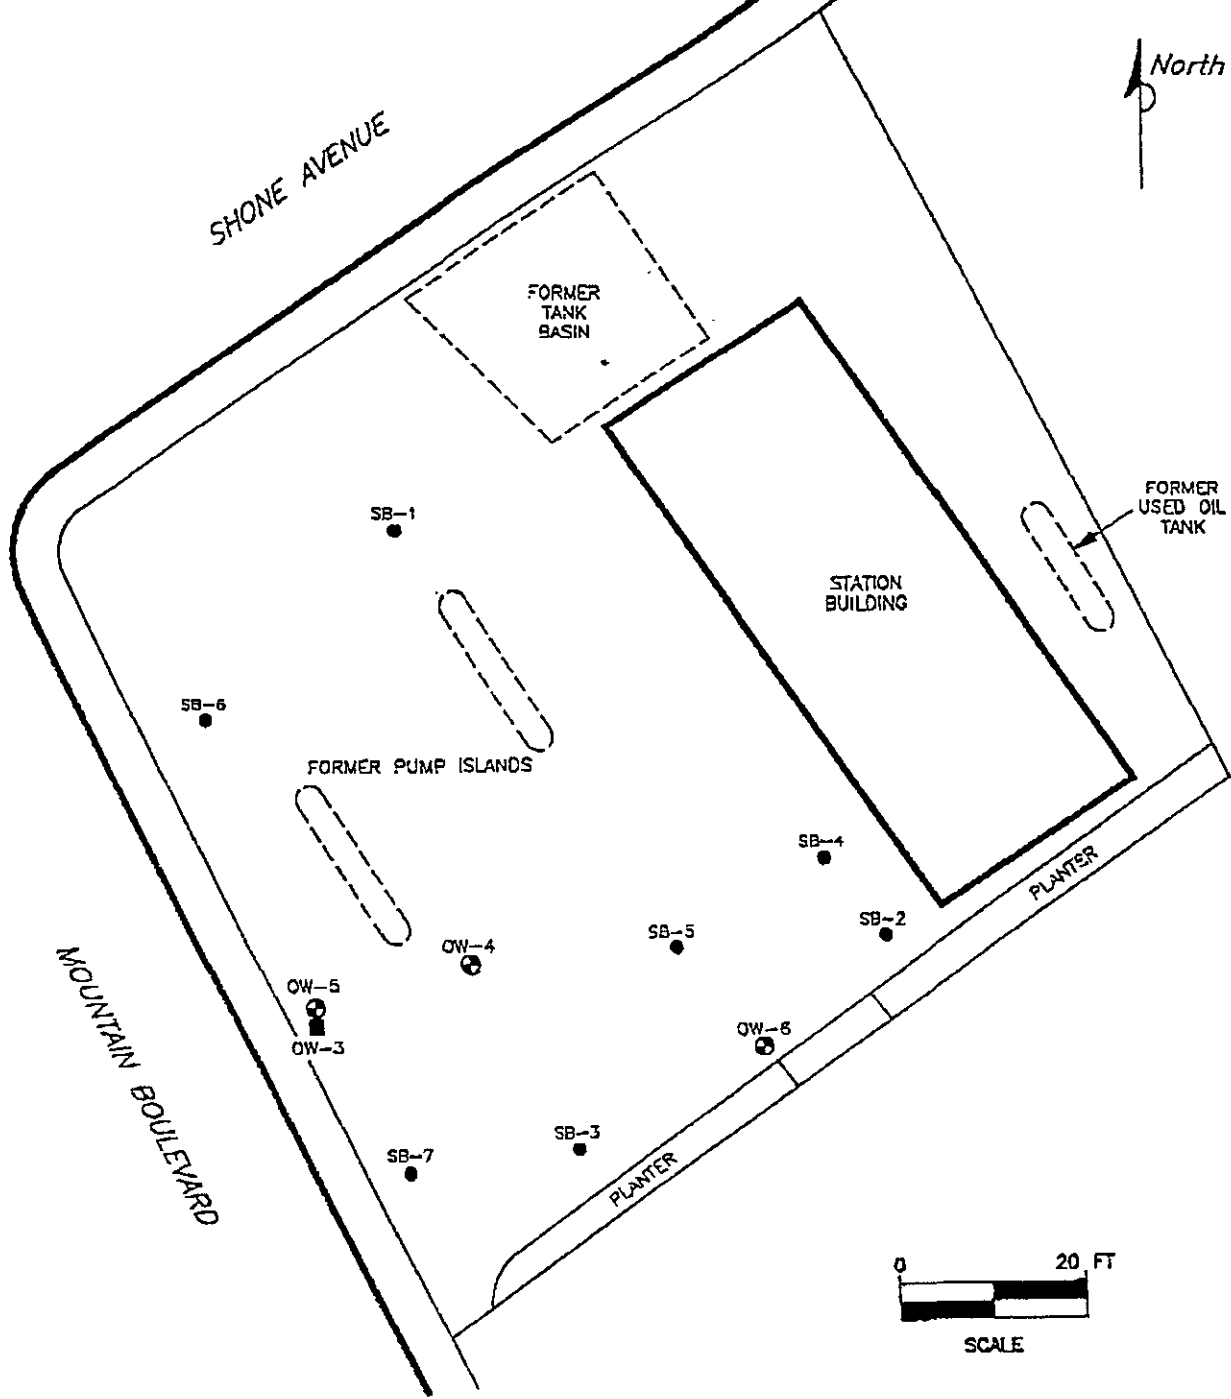 North
SHONE AVENUE
FORMER
TANK
BASIN
FORMER
USED OIL
TANK
SB-1
STATION
BUILDING
SB-6
FORMER PUMP ISLANDS
SB-4
PLANTER
SB-2
SB-5
OW-4
MOUNTAIN BOULEVARD
OW-5
OW-3
OW-6
SB-3
SB-7
PLANTER
0 20 FT
SCALE